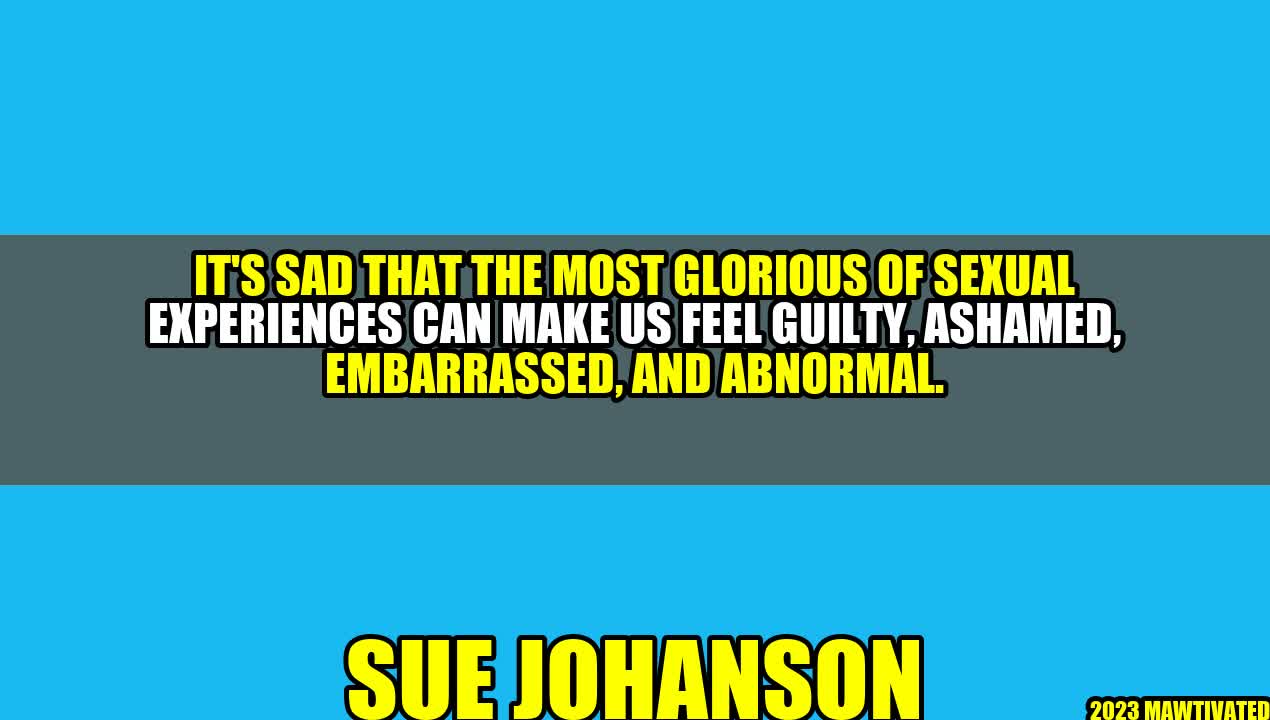 IT'S SAD THAT THE MOST GLORIOUS OF SEXUAL
EXPERIENCES CAN MAKE US FEEL GUILTY, ASHAMED,
EMBARRASSED, AND ABNORMAL.
SUE JOHANSON
2023 MAWTIVATED